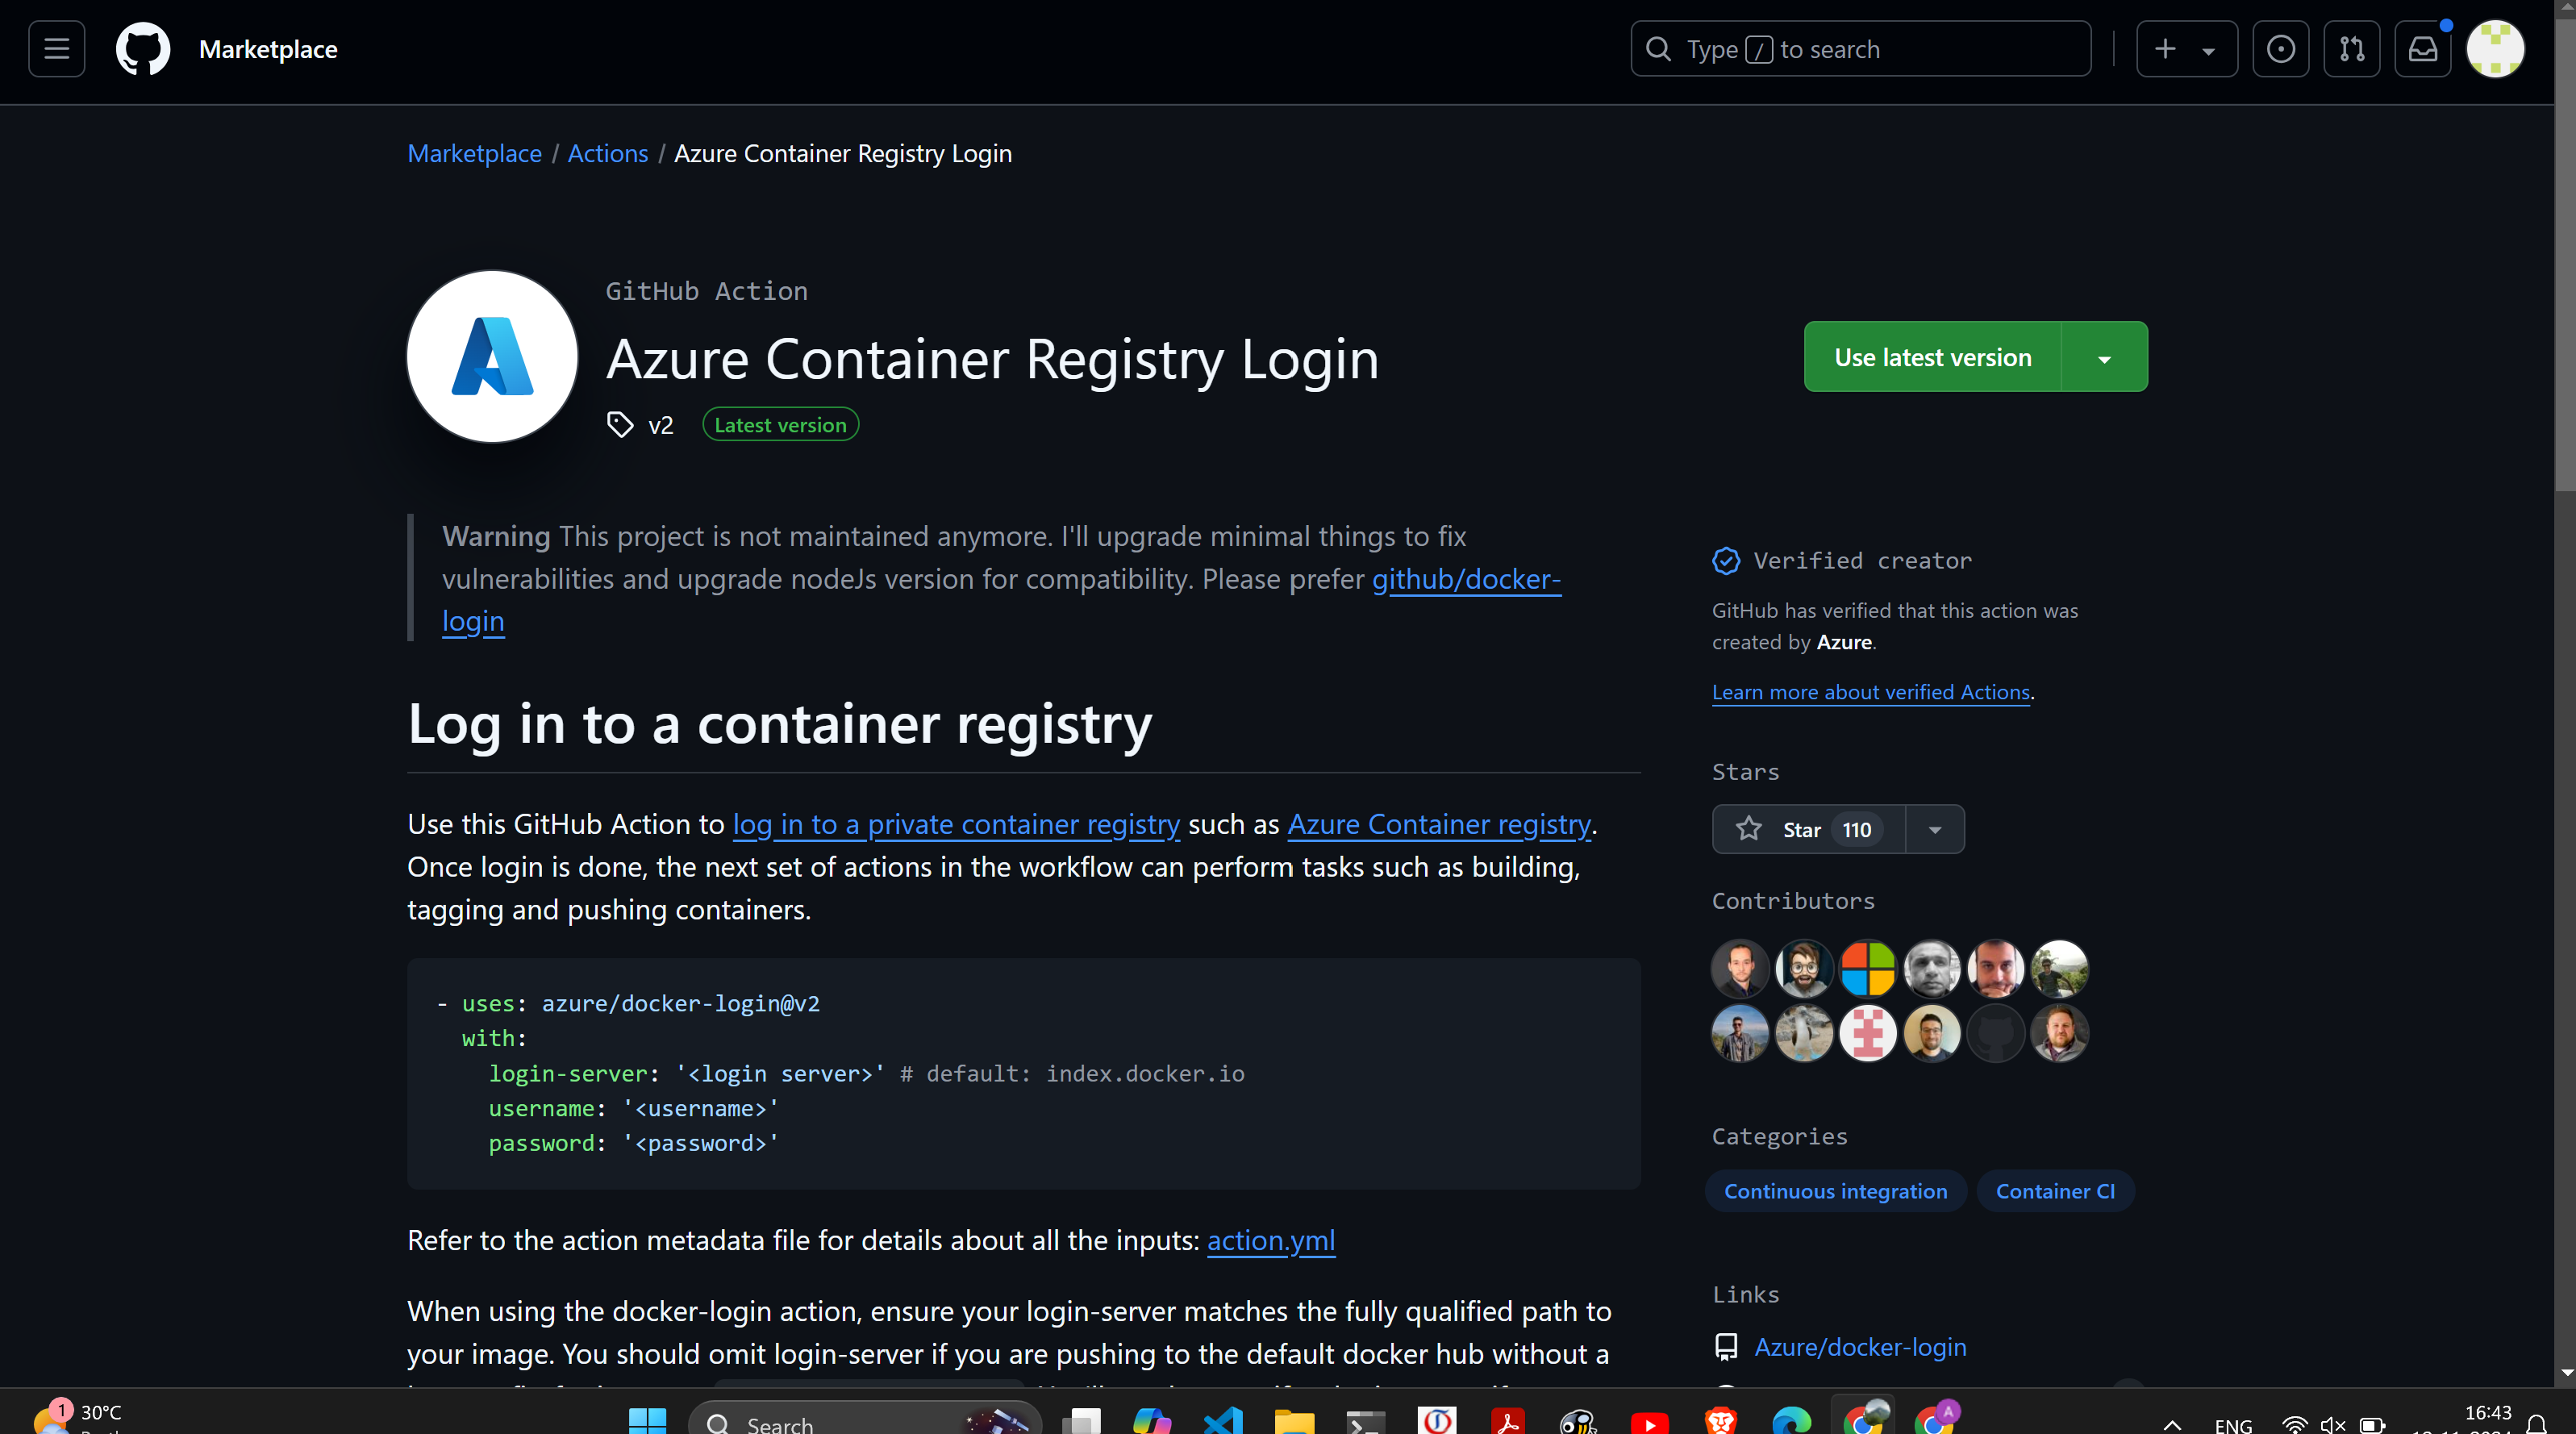 Marketplace
Type / to search
Marketplace / Actions / Azure Container Registry Login
GitHub Action
Azure Container Registry Login
v2 Latest version
Use latest version
Warning This project is not maintained anymore. I'll upgrade minimal things to fix
vulnerabilities and upgrade nodeJs version for compatibility. Please prefer github/docker-
login
Log in to a container registry
Use this GitHub Action to log in to a private container registry such as Azure Container registry.
Once login is done, the next set of actions in the workflow can perform tasks such as building,
tagging and pushing containers.
- uses: azure/docker-login@v2
with:
login-server: '<login server>' # default: index.docker.io
username: '<username>'
password: '<password>'
Refer to the action metadata file for details about all the inputs: action.yml
When using the docker-login action, ensure your login-server matches the fully qualified path to
your image. You should omit login-server if you are pushing to the default docker hub without a
Verified creator
GitHub has verified that this action was
created by Azure.
Learn more about verified Actions.
Stars
Star 110
Contributors
Categories
Continuous integration Container CI
Links
Azure/docker-login
1
30°C
Search
A
ENG
16:43